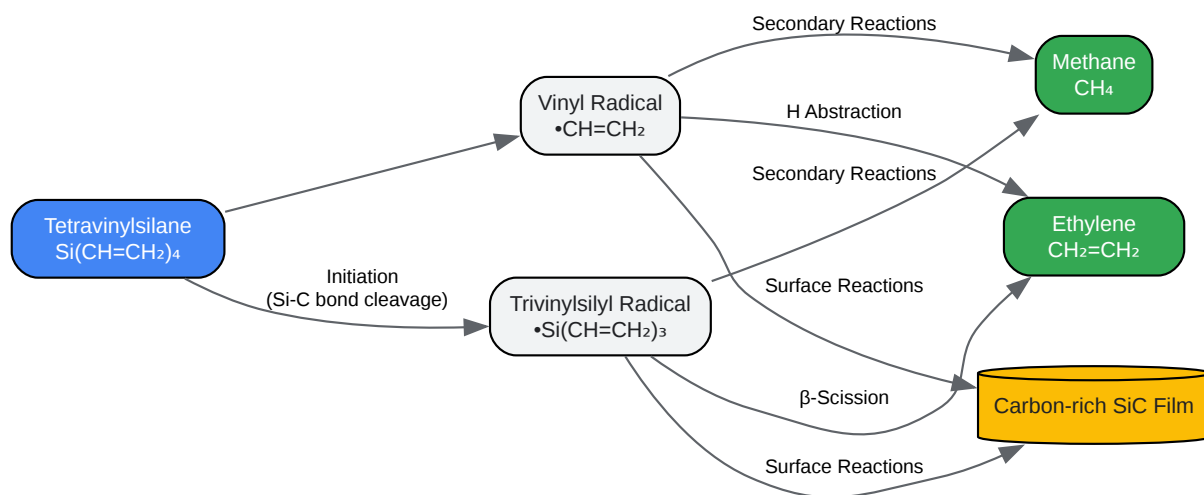 Secondary Reactions
Methane
CH₄
Vinyl Radical
•CH=CH₂
H Abstraction
Secondary Reactions
Tetravinylsilane
Si(CH=CH₂)₄
Ethylene
CH₂=CH₂
Initiation
(Si-C bond cleavage)
Trivinylsilyl Radical
•Si(CH=CH₂)₃
Surface Reactions
β-Scission
Carbon-rich SiC Film
Surface Reactions